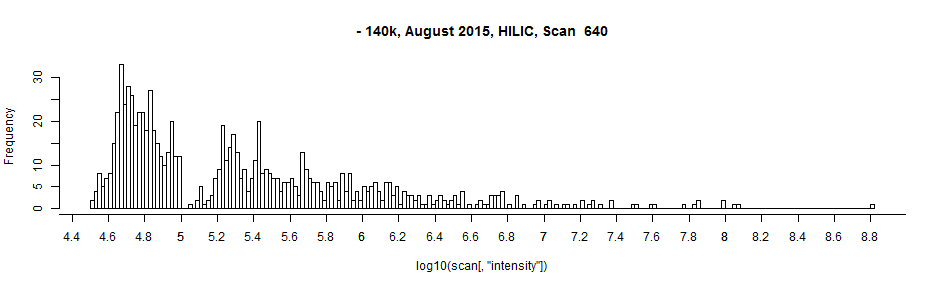 - 140k, August 2015, HILIC, Scan  640
Frequency
30
20
10
5
0
4.4 4.6 4.8 5 5.2 5.4 5.6 5.8 6 6.2 6.4 6.6 6.8 7 7.2 7.4 7.6 7.8 8 8.2 8.4 8.6 8.8
log10(scan[, "intensity"])